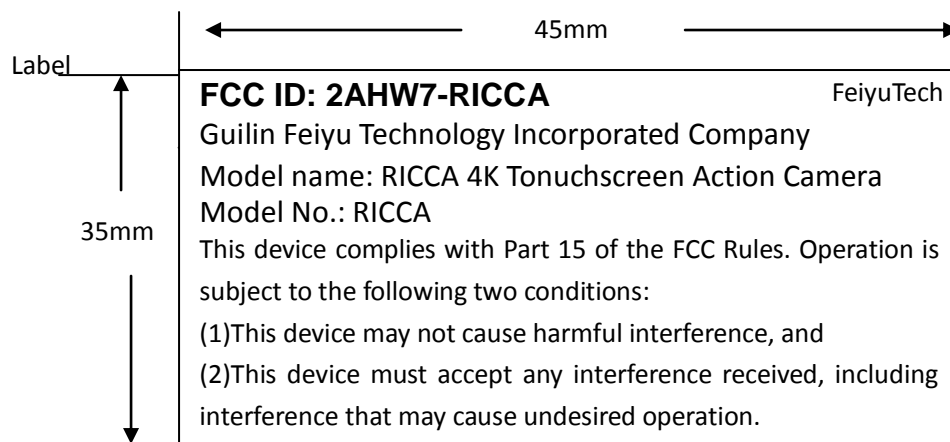 45mm
Label
FCC ID: 2AHW7-RICCA FeiyuTech
Guilin Feiyu Technology Incorporated Company
Model name: RICCA 4K Tonuchscreen Action Camera
Model No.: RICCA
35mm
This device complies with Part 15 of the FCC Rules. Operation is
subject to the following two conditions:
(1)This device may not cause harmful interference, and
(2)This device must accept any interference received, including
interference that may cause undesired operation.